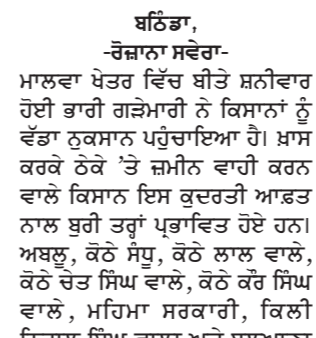 ਬਠਿੰਡਾ,
-ਰੋਜ਼ਾਨਾ ਸਵੇਰਾ-
ਮਾਲਵਾ ਖੇਤਰ ਵਿੱਚ ਬੀਤੇ ਸ਼ਨੀਵਾਰ
ਹੋਈ ਭਾਰੀ ਗੜੇਮਾਰੀ ਨੇ ਕਿਸਾਨਾਂ ਨੂੰ
ਵੱਡਾ ਨੁਕਸਾਨ ਪਹੁੰਚਾਇਆ ਹੈ। ਖ਼ਾਸ
ਕਰਕੇ ਠੇਕੇ ’ਤੇ ਜ਼ਮੀਨ ਵਾਹੀ ਕਰਨ
ਵਾਲੇ ਕਿਸਾਨ ਇਸ ਕੁਦਰਤੀ ਆਫ਼ਤ
ਨਾਲ ਬੁਰੀ ਤਰ੍ਹਾਂ ਪ੍ਰਭਾਵਿਤ ਹੋਏ ਹਨ।
ਅਬਲੂ, ਕੋਠੇ ਸੰਧੂ, ਕੋਠੇ ਲਾਲ ਵਾਲੇ,
ਕੋਠੇ ਚੇਤ ਸਿੰਘ ਵਾਲੇ, ਕੋਠੇ ਕੌਰ ਸਿੰਘ
ਵਾਲੇ, ਮਹਿਮਾ ਸਰਕਾਰੀ, ਕਿਲੀ